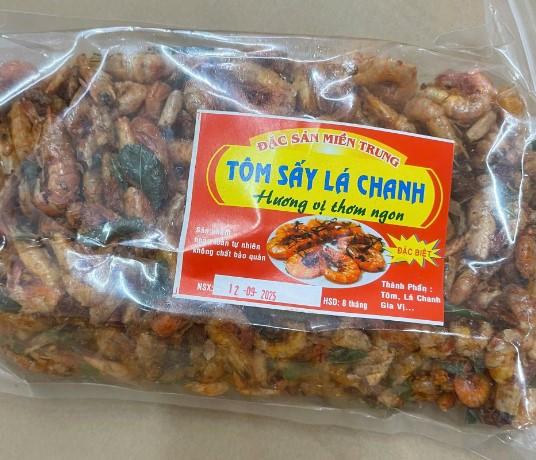 ĐẶC SẢN MIỀN TRUNG
TÔM SẤY LÁ CHANH
Hương vị thơm ngon
Sản phẩm
hoàn toàn tự nhiên
không chất bảo quản
ĐẶC BIỆT
Thành Phần :
Tôm, Lá Chanh
Gia Vị...
NSX: 12 -09- 2025
HSD: 8 tháng